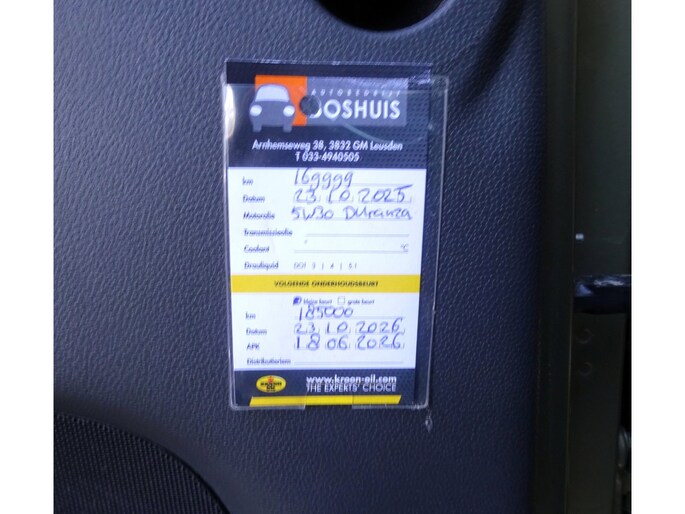 AUTOBEDRIJF
BOSHUIS
Arnhemseweg 38, 3832 GM Leusden
T 033-4940505
km 169999
Datum 23 10 2025
Motorolie 5W30 Duranza
Transmissieolie
Coolant °C
Draufliquid DOT 3 | 4 | 5.1
VOLGENDE ONDERHOUDSBEURT
kleine beurt grote beurt
km 185000
Datum 23 10 2026
APK 18 06 2026
Distributieriem
www.kroon-oil.com
THE EXPERTS' CHOICE